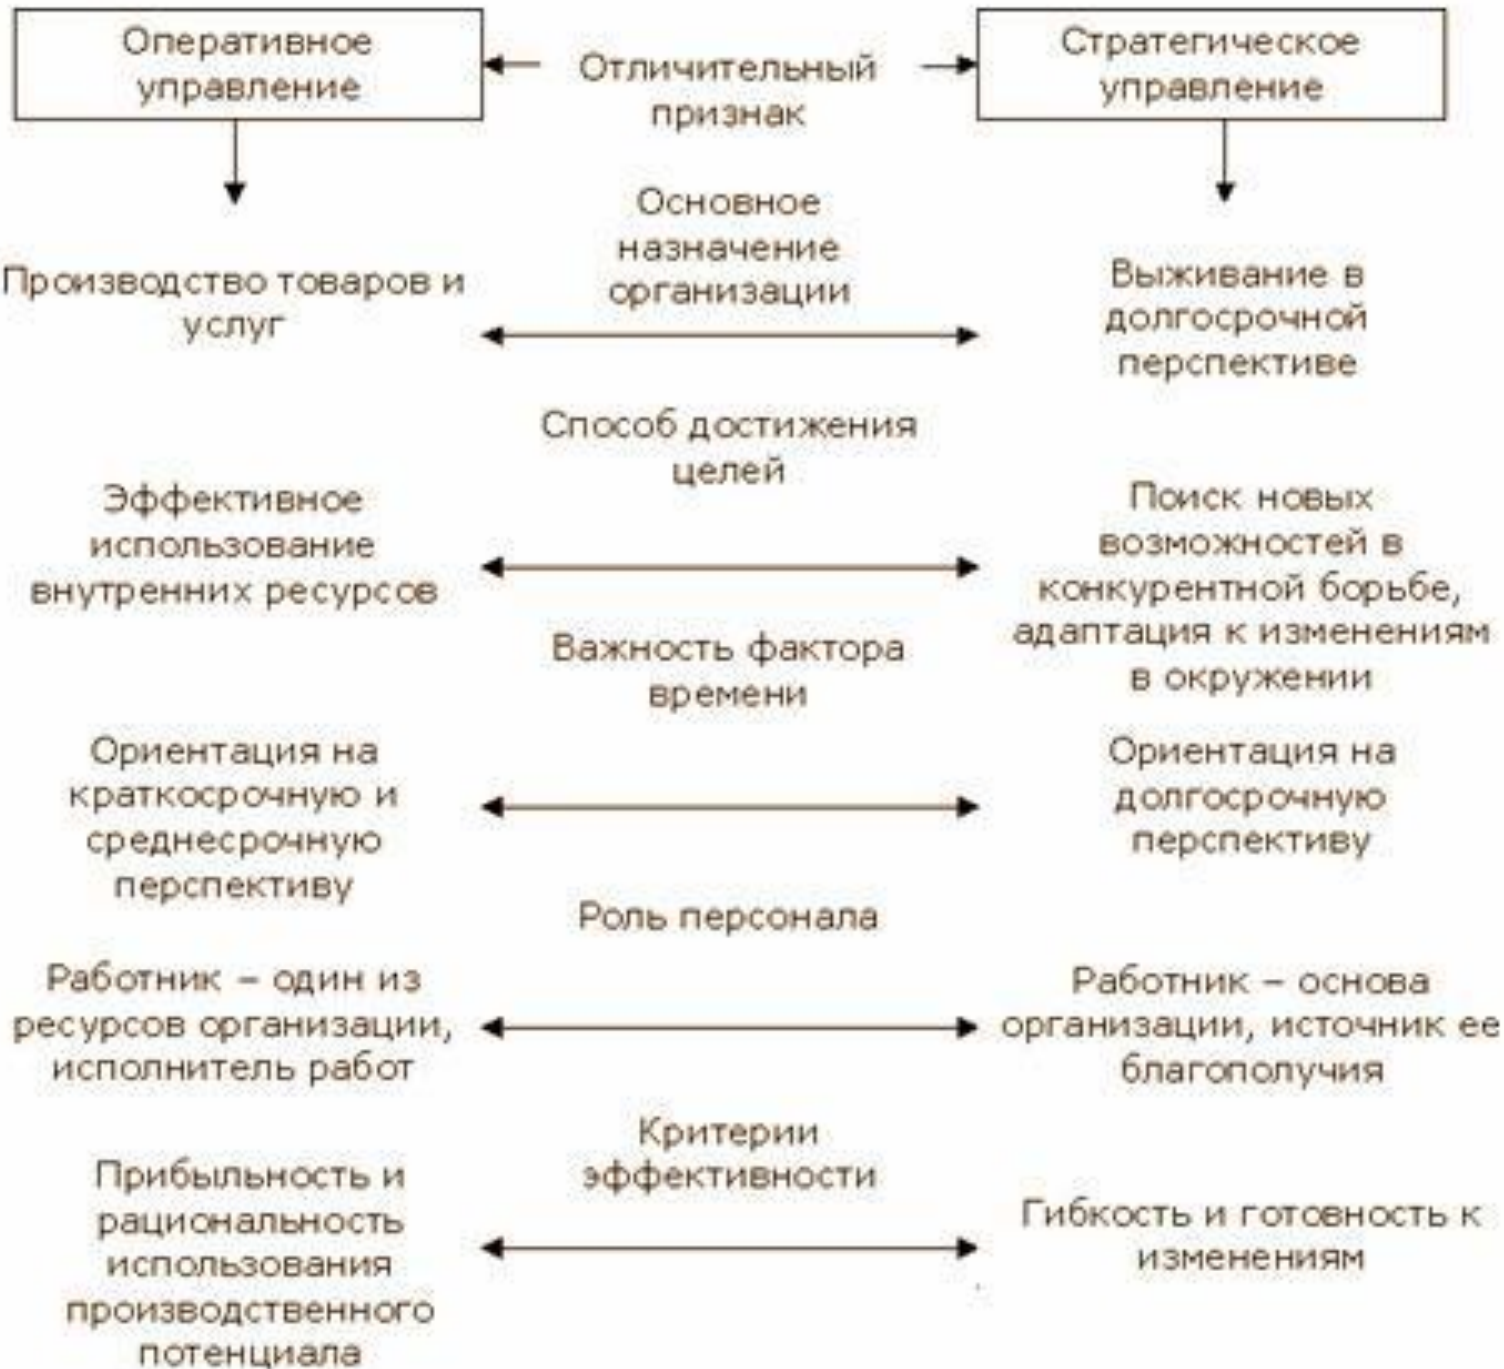 Оперативное
управление
Отличительный
признак
Стратегическое
управление
Основное
назначение
организации
Производство товаров и
услуг
Выживание в
долгосрочной
перспективе
Способ достижения
целей
Эффективное
использование
внутренних ресурсов
Поиск новых
возможностей в
конкурентной борьбе,
адаптация к изменениям
в окружении
Важность фактора
времени
Ориентация на
краткосрочную и
среднесрочную
перспективу
Ориентация на
долгосрочную
перспективу
Роль персонала
Работник – один из
ресурсов организации,
исполнитель работ
Работник – основа
организации, источник ее
благополучия
Критерии
эффективности
Прибыльность и
рациональность
использования
производственного
потенциала
Гибкость и готовность к
изменениям